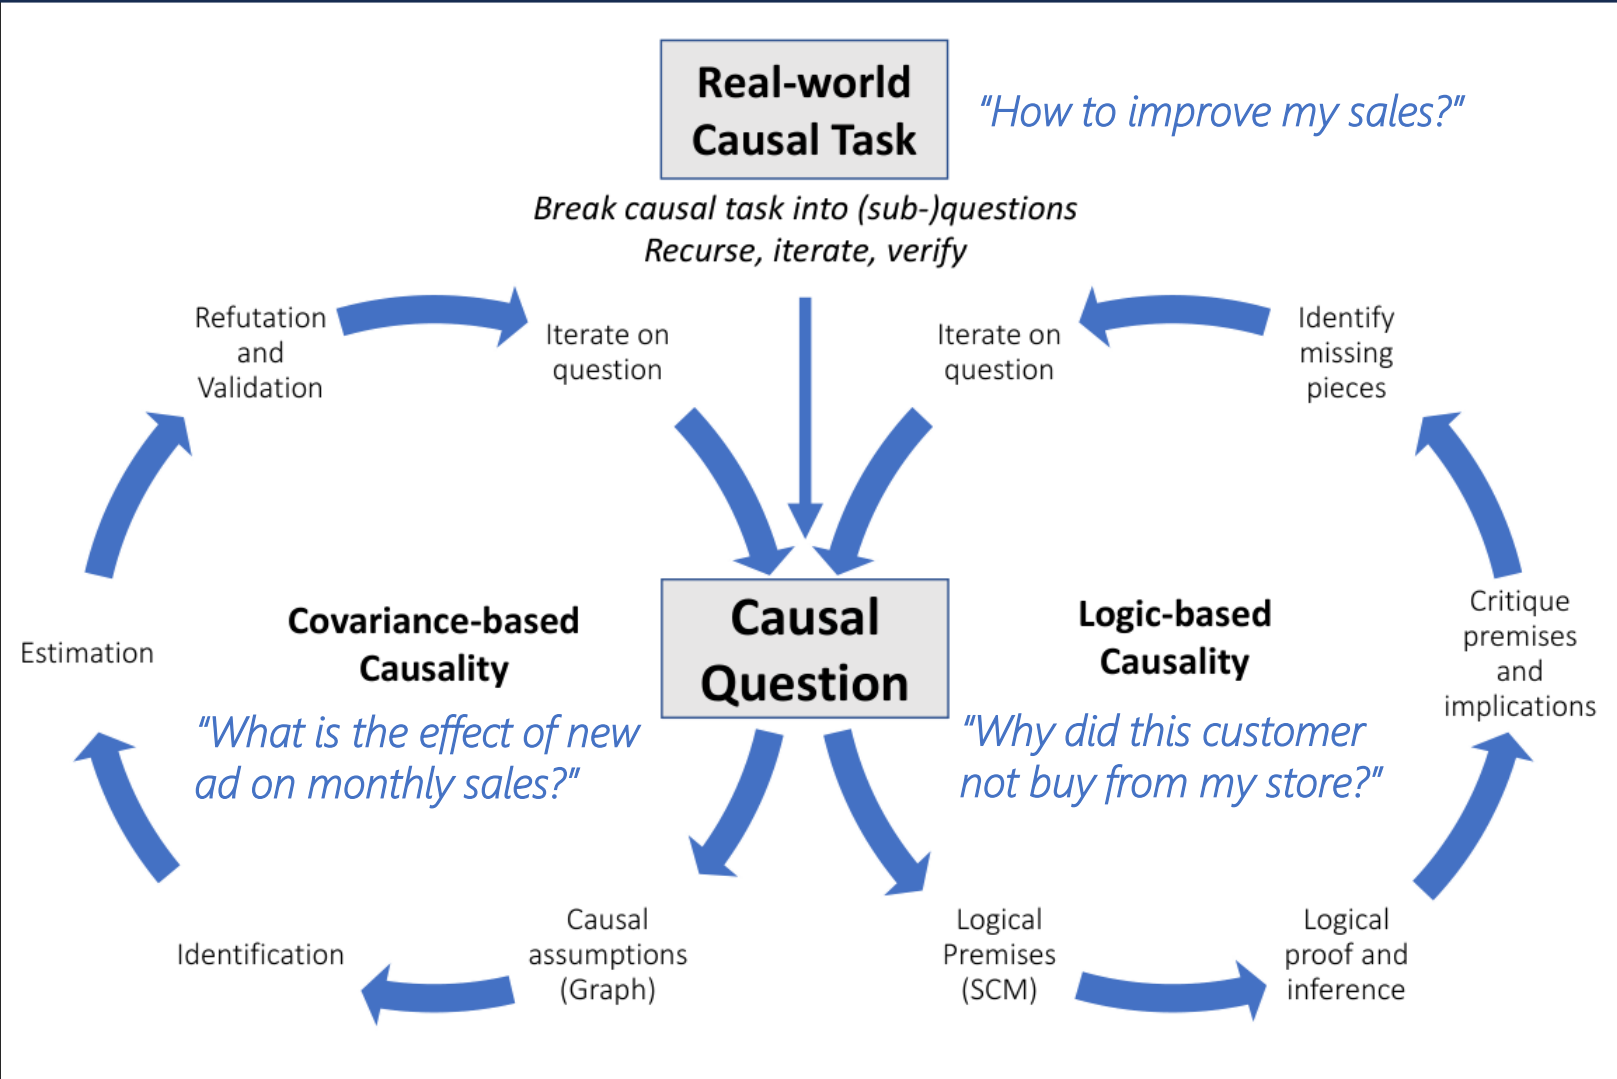 Real-world
Causal Task
"How to improve my sales?"
Break causal task into (sub-)questions
Recurse, iterate, verify
Refutation
and
Validation
Iterate on
question
Iterate on
question
Identify
missing
pieces
Estimation
Covariance-based
Causality
"What is the effect of new
ad on monthly sales?"
Causal
Question
Logic-based
Causality
"Why did this customer
not buy from my store?"
Critique
premises
and
implications
Identification
Causal
assumptions
(Graph)
Logical
Premises
(SCM)
Logical
proof and
inference